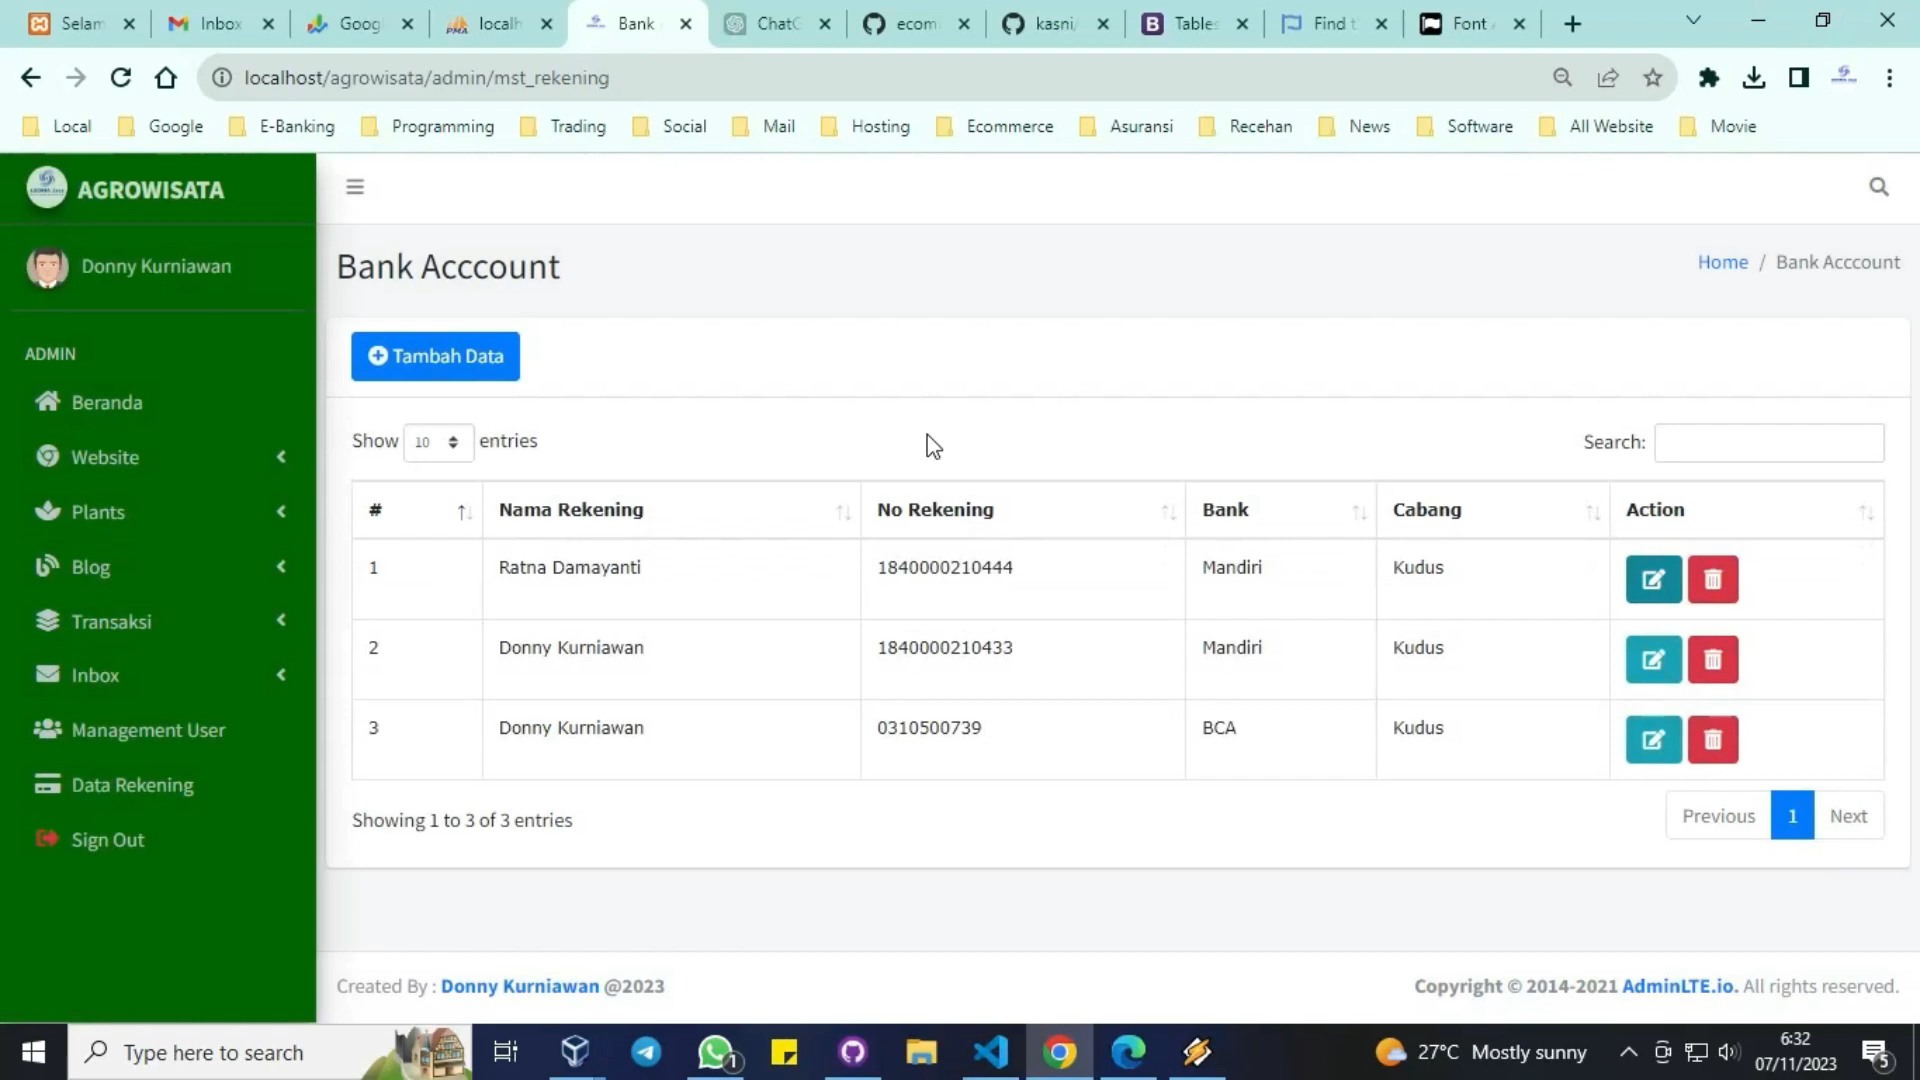 Selam
Inbox
Goog
localh
Bank
ChatG
ecom
kasni
Tables
Find t
Font
localhost/agrowisata/admin/mst_rekening
Local
Google
E-Banking
Programming
Trading
Social
Mail
Hosting
Ecommerce
Asuransi
Recehan
News
Software
All Website
Movie
AGROWISATA
Donny Kurniawan
Bank Acccount
Home / Bank Acccount
ADMIN
Beranda
Website
Plants
Blog
Transaksi
Inbox
Management User
Data Rekening
Sign Out
Tambah Data
Show 10 entries
Search:
# Nama Rekening No Rekening Bank Cabang Action
1 Ratna Damayanti 1840000210444 Mandiri Kudus
2 Donny Kurniawan 1840000210433 Mandiri Kudus
3 Donny Kurniawan 0310500739 BCA Kudus
Showing 1 to 3 of 3 entries
Previous 1 Next
Created By : Donny Kurniawan @2023
Copyright © 2014-2021 AdminLTE.io. All rights reserved.
Type here to search
1
27°C Mostly sunny
6:32
07/11/2023
5